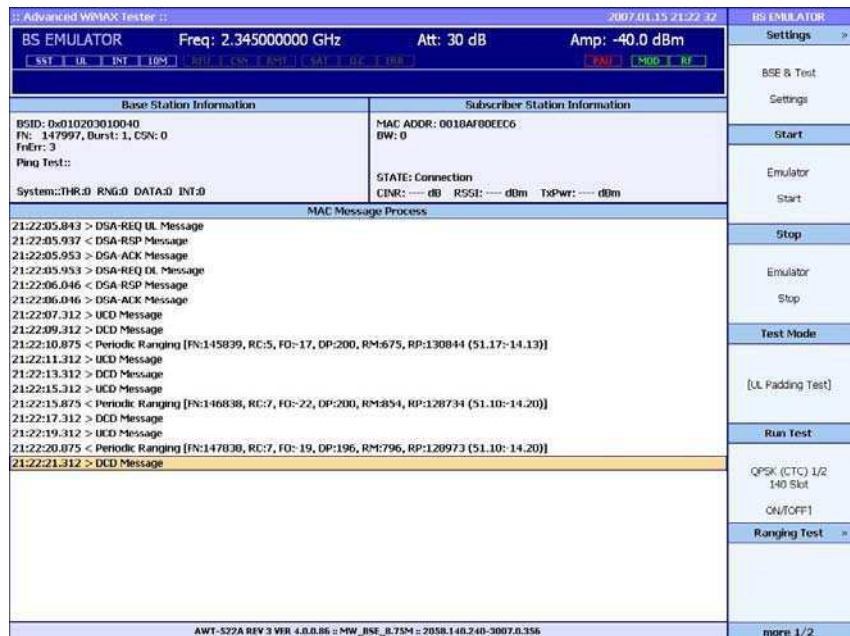 :: Advanced WiMAX Tester :: 2007.01.15 21:22:32
BS EMULATOR Freq: 2.345000000 GHz Att: 30 dB Amp: -40.0 dBm
SST UL INT 10M RFU CSN RMT SAT ERR PAU MOD RF
Base Station Information
BSID: 0x010203010040
FN: 147997, Burst: 1, CSN: 0
FnErr: 3
Ping Test::
System::THR:0 RNG:0 DATA:0 INT:0
Subscriber Station Information
MAC ADDR: 0018AF80EEC6
BW: 0
STATE: Connection
CINR: ---- dB RSSI: ---- dBm TxPwr: ---- dBm
MAC Message Process
21:22:05.843 > DSA-REQ UL Message
21:22:05.937 < DSA-RSP Message
21:22:05.953 > DSA-ACK Message
21:22:05.953 > DSA-REQ DL Message
21:22:06.046 < DSA-RSP Message
21:22:06.046 > DSA-ACK Message
21:22:07.312 > UCD Message
21:22:09.312 > DCD Message
21:22:10.875 < Periodic Ranging [FN:145839, RC:5, FO:-17, DP:200, RM:675, RP:130844 (51.17:-14.13)]
21:22:11.312 > UCD Message
21:22:13.312 > DCD Message
21:22:15.312 > UCD Message
21:22:15.875 < Periodic Ranging [FN:146838, RC:7, FO:-22, DP:200, RM:854, RP:128734 (51.10:-14.20)]
21:22:17.312 > DCD Message
21:22:19.312 > UCD Message
21:22:20.875 < Periodic Ranging [FN:147838, RC:7, FO:-19, DP:196, RM:796, RP:128973 (51.10:-14.20)]
21:22:21.312 > DCD Message
AWT-522A REV 3 VER 4.0.0.86 :: MW_BSE_8.75M :: 2058.140.240-3007.0.356
BS EMULATOR
Settings »
BSE & Test
Settings
Start
Emulator
Start
Stop
Emulator
Stop
Test Mode
[UL Padding Test]
Run Test
QPSK (CTC) 1/2
140 Slot
ON/[OFF]
Ranging Test »
more 1/2